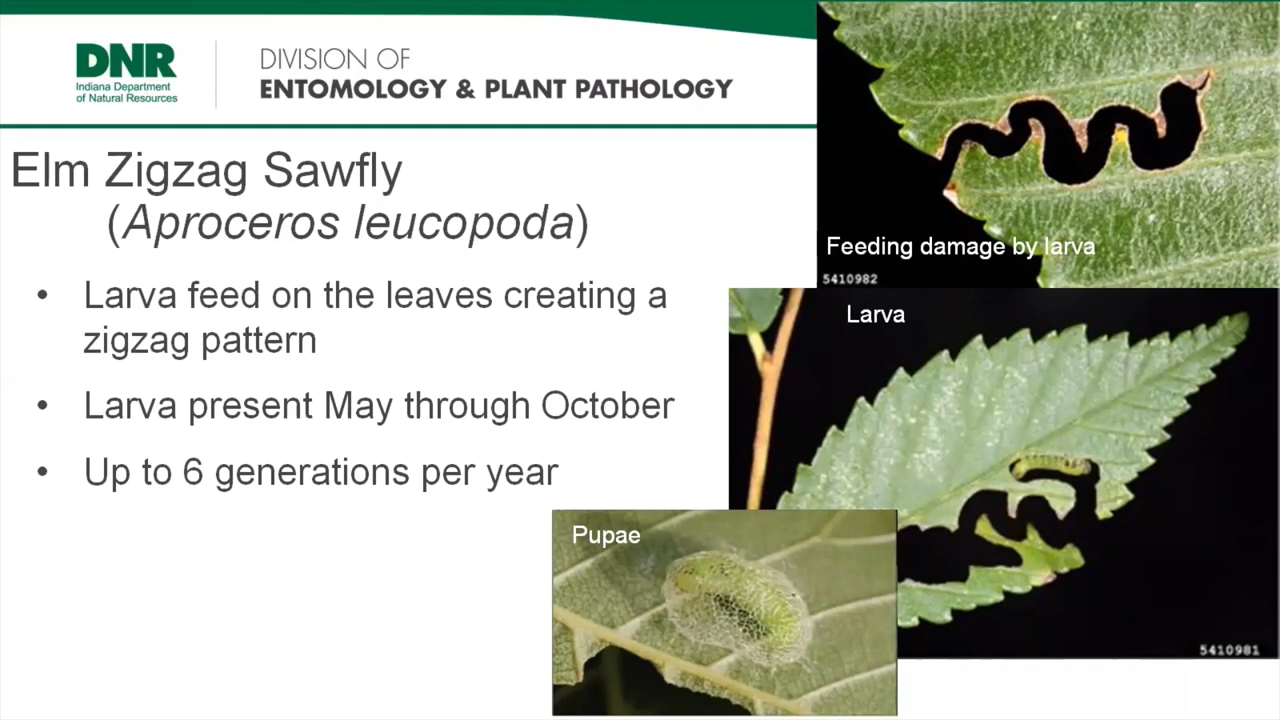 DNR
Indiana Department
of Natural Resources
DIVISION OF
ENTOMOLOGY & PLANT PATHOLOGY
Elm Zigzag Sawfly
(Aproceros leucopoda)
• Larva feed on the leaves creating a
zigzag pattern
• Larva present May through October
• Up to 6 generations per year
Feeding damage by larva
5410982
Larva
Pupae
5410981